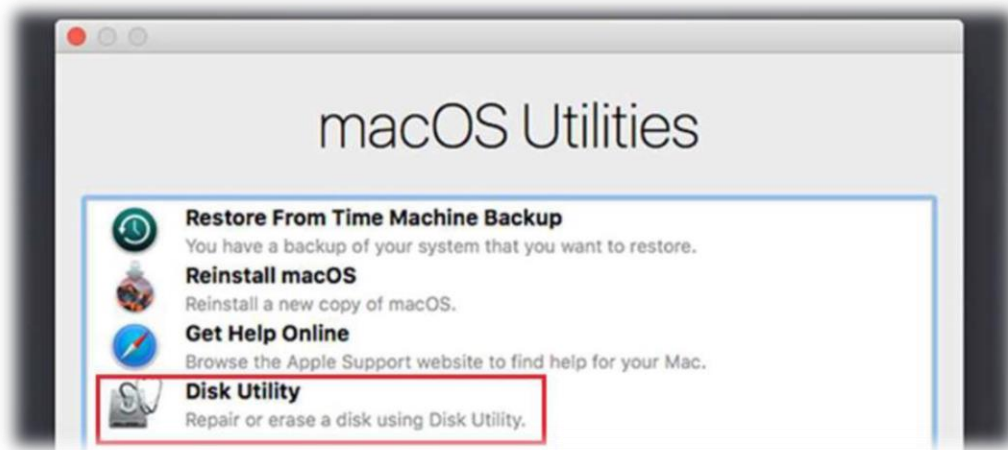 macOS Utilities
Restore From Time Machine Backup
You have a backup of your system that you want to restore.
Reinstall macOS
Reinstall a new copy of macOS.
Get Help Online
Browse the Apple Support website to find help for your Mac.
Disk Utility
Repair or erase a disk using Disk Utility.